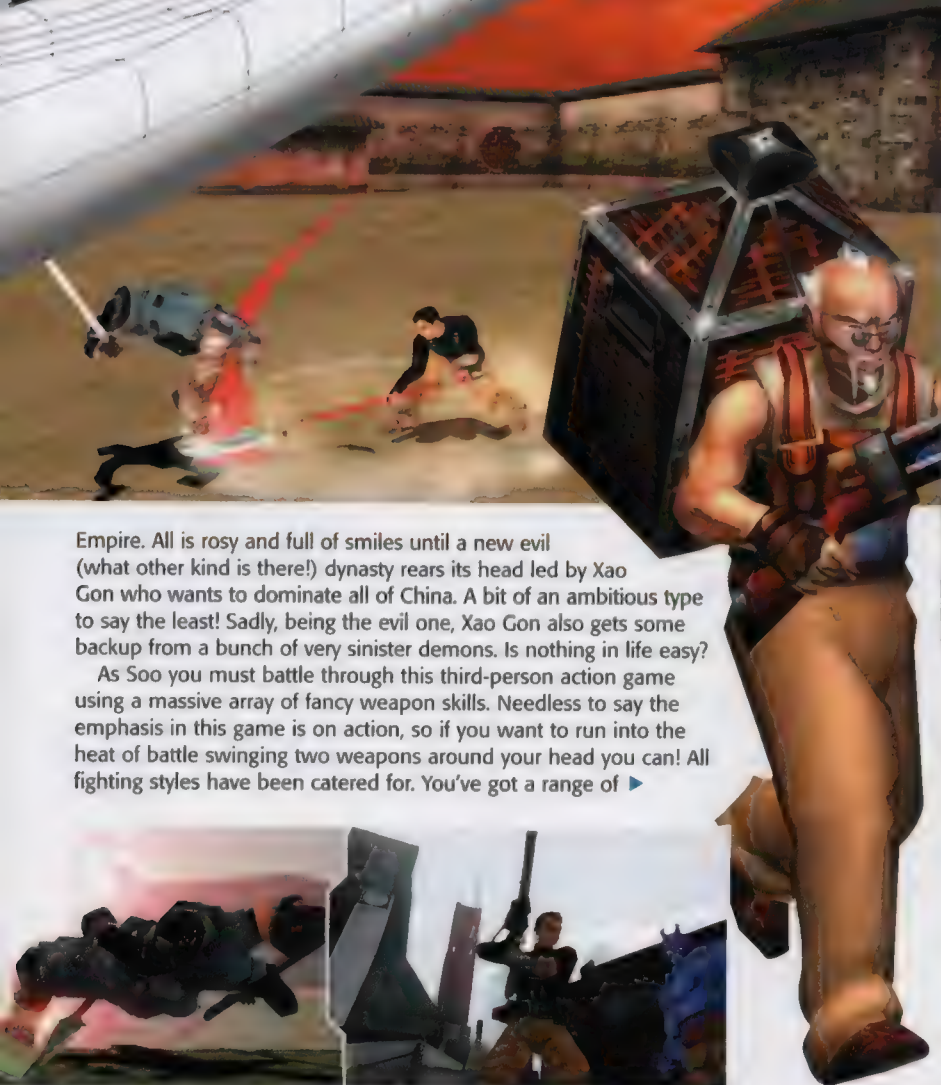 Empire. All is rosy and full of smiles until a new evil
(what other kind is there!) dynasty rears its head led by Xao
Gon who wants to dominate all of China. A bit of an ambitious type
to say the least! Sadly, being the evil one, Xao Gon also gets some
backup from a bunch of very sinister demons. Is nothing in life easy?
As Soo you must battle through this third-person action game
using a massive array of fancy weapon skills. Needless to say the
emphasis in this game is on action, so if you want to run into the
heat of battle swinging two weapons around your head you can! All
fighting styles have been catered for. You've got a range of ▶